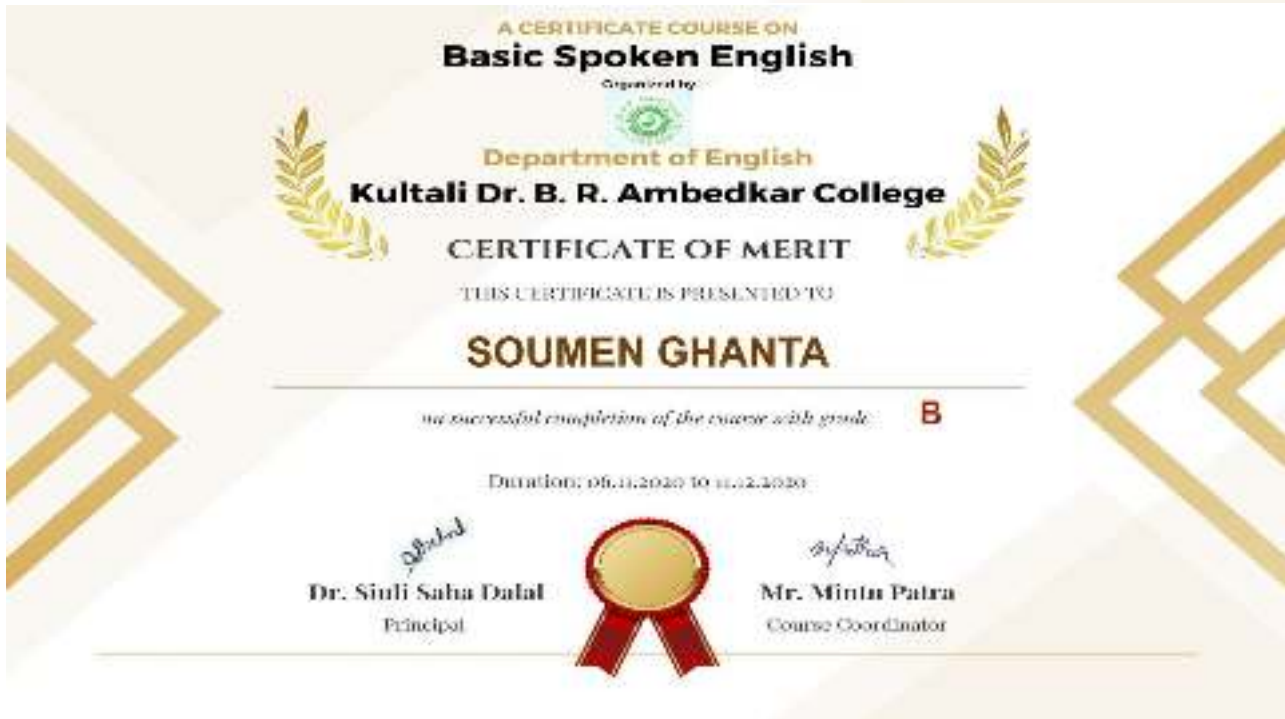 A CERTIFICATE COURSE ON
Basic Spoken English
Organized by
Department of English
Kultali Dr. B. R. Ambedkar College
CERTIFICATE OF MERIT
THIS CERTIFICATE IS PRESENTED TO
SOUMEN GHANTA
on successful completion of the course with grade B
Duration: 06.11.2020 to 11.12.2020
Dr. Siuli Saha Dalal Mr. Mintu Patra
Principal Course Coordinator